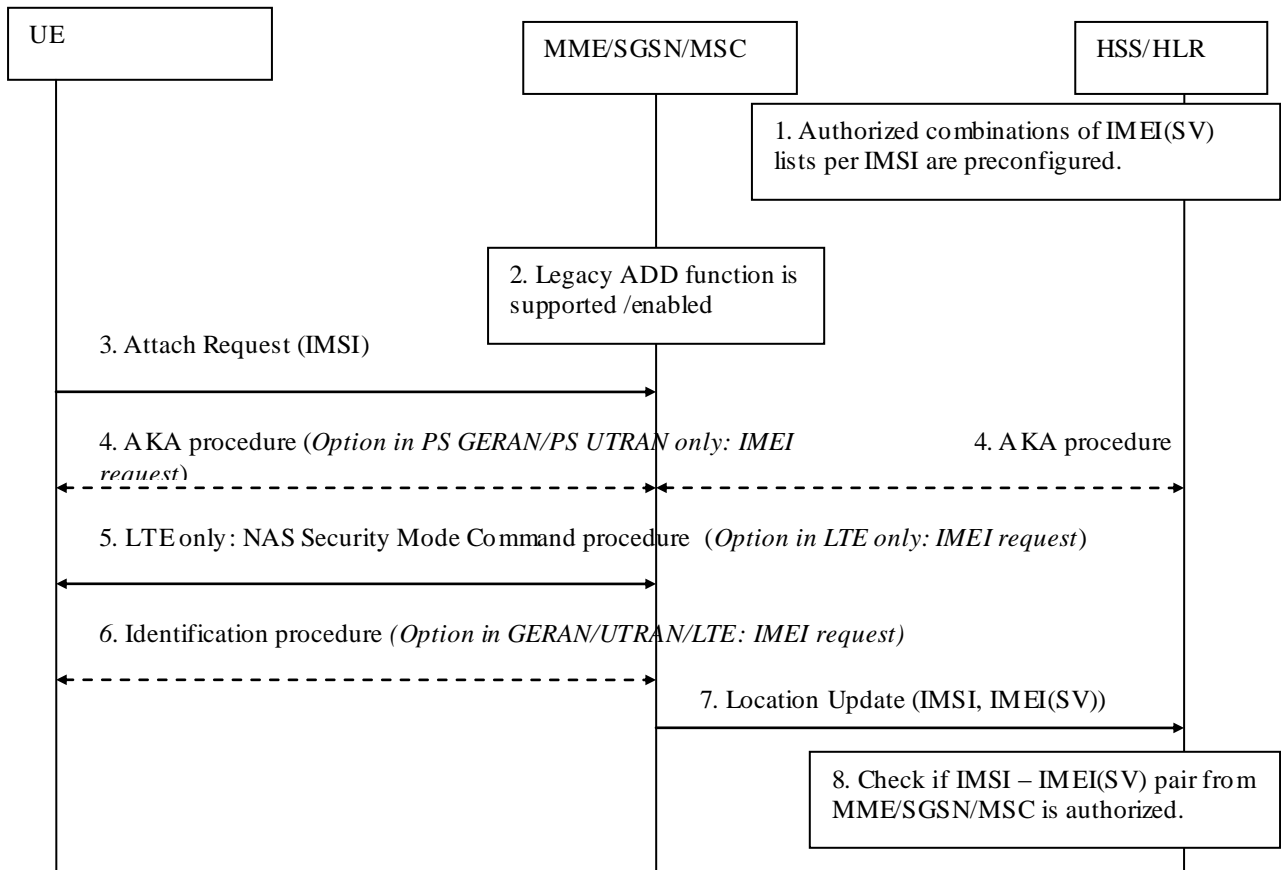 UE
MME/SGSN/MSC
HSS/HLR
1. Authorized combinations of IMEI(SV)
lists per IMSI are preconfigured.
2. Legacy ADD function is
supported /enabled
3. Attach Request (IMSI)
4. AKA procedure (Option in PS GERAN/PS UTRAN only: IMEI
request)
4. AKA procedure
5. LTE only: NAS Security Mode Command procedure (Option in LTE only: IMEI request)
6. Identification procedure (Option in GERAN/UTRAN/LTE: IMEI request)
7. Location Update (IMSI, IMEI(SV))
8. Check if IMSI – IMEI(SV) pair from
MME/SGSN/MSC is authorized.